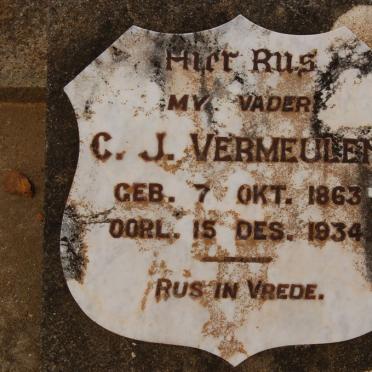 Hier Rus
MY VADER
C. J. VERMEULEN
GEB. 7 OKT. 1863
OORL. 15 DES. 1934.
RUS IN VREDE.